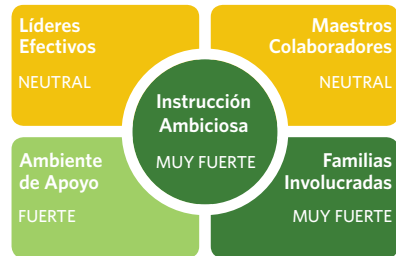 Líderes
Efectivos
NEUTRAL
Maestros
Colaboradores
NEUTRAL
Instrucción
Ambiciosa
MUY FUERTE
Ambiente
de Apoyo
FUERTE
Familias
Involucradas
MUY FUERTE